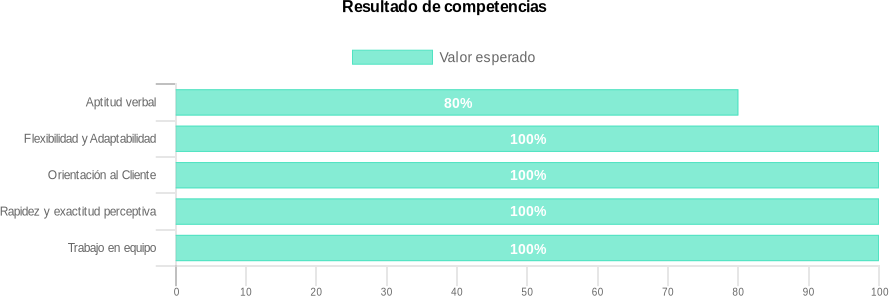 Resultado de competencias
Valor esperado
Aptitud verbal
80%
Flexibilidad y Adaptabilidad
100%
Orientación al Cliente
100%
Rapidez y exactitud perceptiva
100%
Trabajo en equipo
100%
0 10 20 30 40 50 60 70 80 90 100